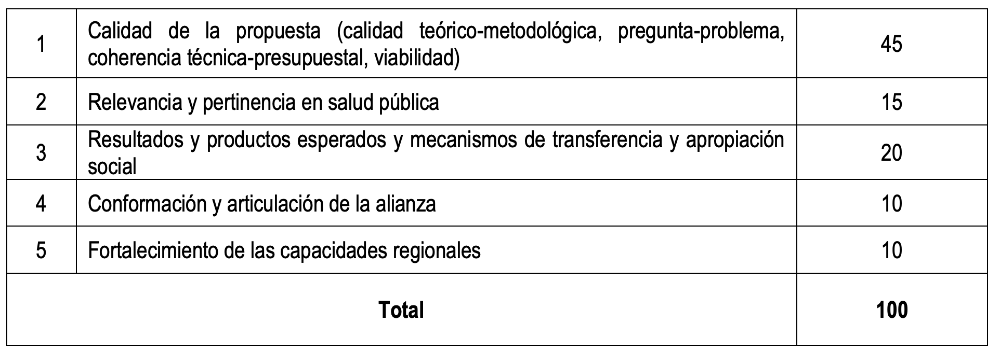 1
Calidad de la propuesta (calidad teórico-metodológica, pregunta-problema,
coherencia técnica-presupuestal, viabilidad)
45
2
Relevancia y pertinencia en salud pública
15
3
Resultados y productos esperados y mecanismos de transferencia y apropiación
social
20
4
Conformación y articulación de la alianza
10
5
Fortalecimiento de las capacidades regionales
10
Total
100